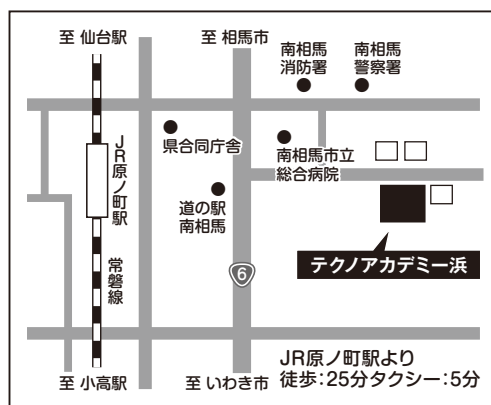 至 仙台駅
至 相馬市
南相馬
消防署
南相馬
警察署
県合同庁舎
南相馬市立
総合病院
JR原ノ町駅
道の駅
南相馬
常磐線
6
テクノアカデミー浜
JR原ノ町駅より
徒歩：25分タクシー：5分
至 小高駅
至 いわき市